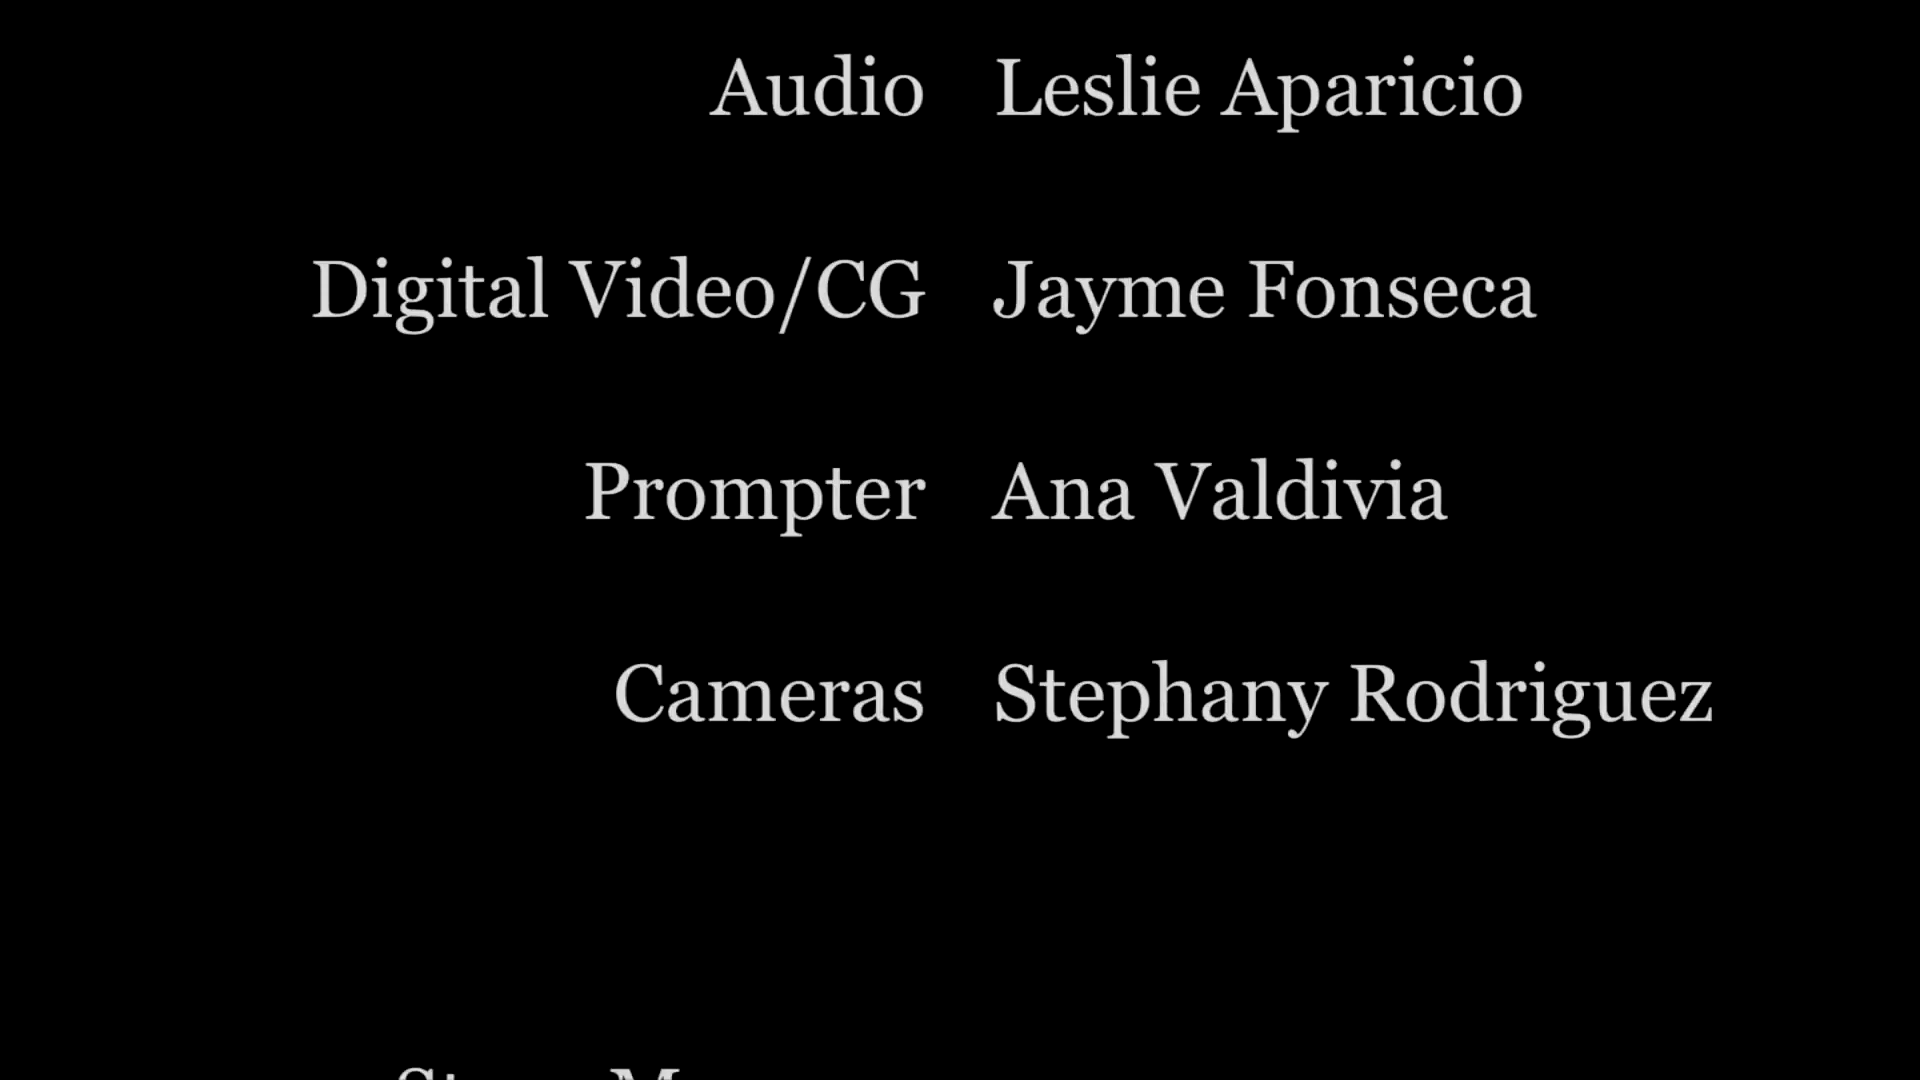 Audio Leslie Aparicio
Digital Video/CG Jayme Fonseca
Prompter Ana Valdivia
Cameras Stephany Rodriguez